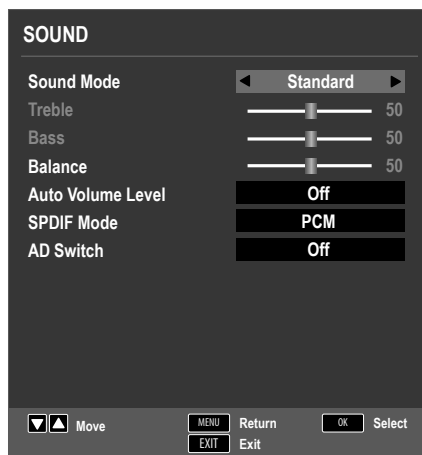 SOUND
Sound Mode Standard
Treble 50
Bass 50
Balance 50
Auto Volume Level Off
SPDIF Mode PCM
AD Switch Off
Move MENU Return OK Select
EXIT Exit